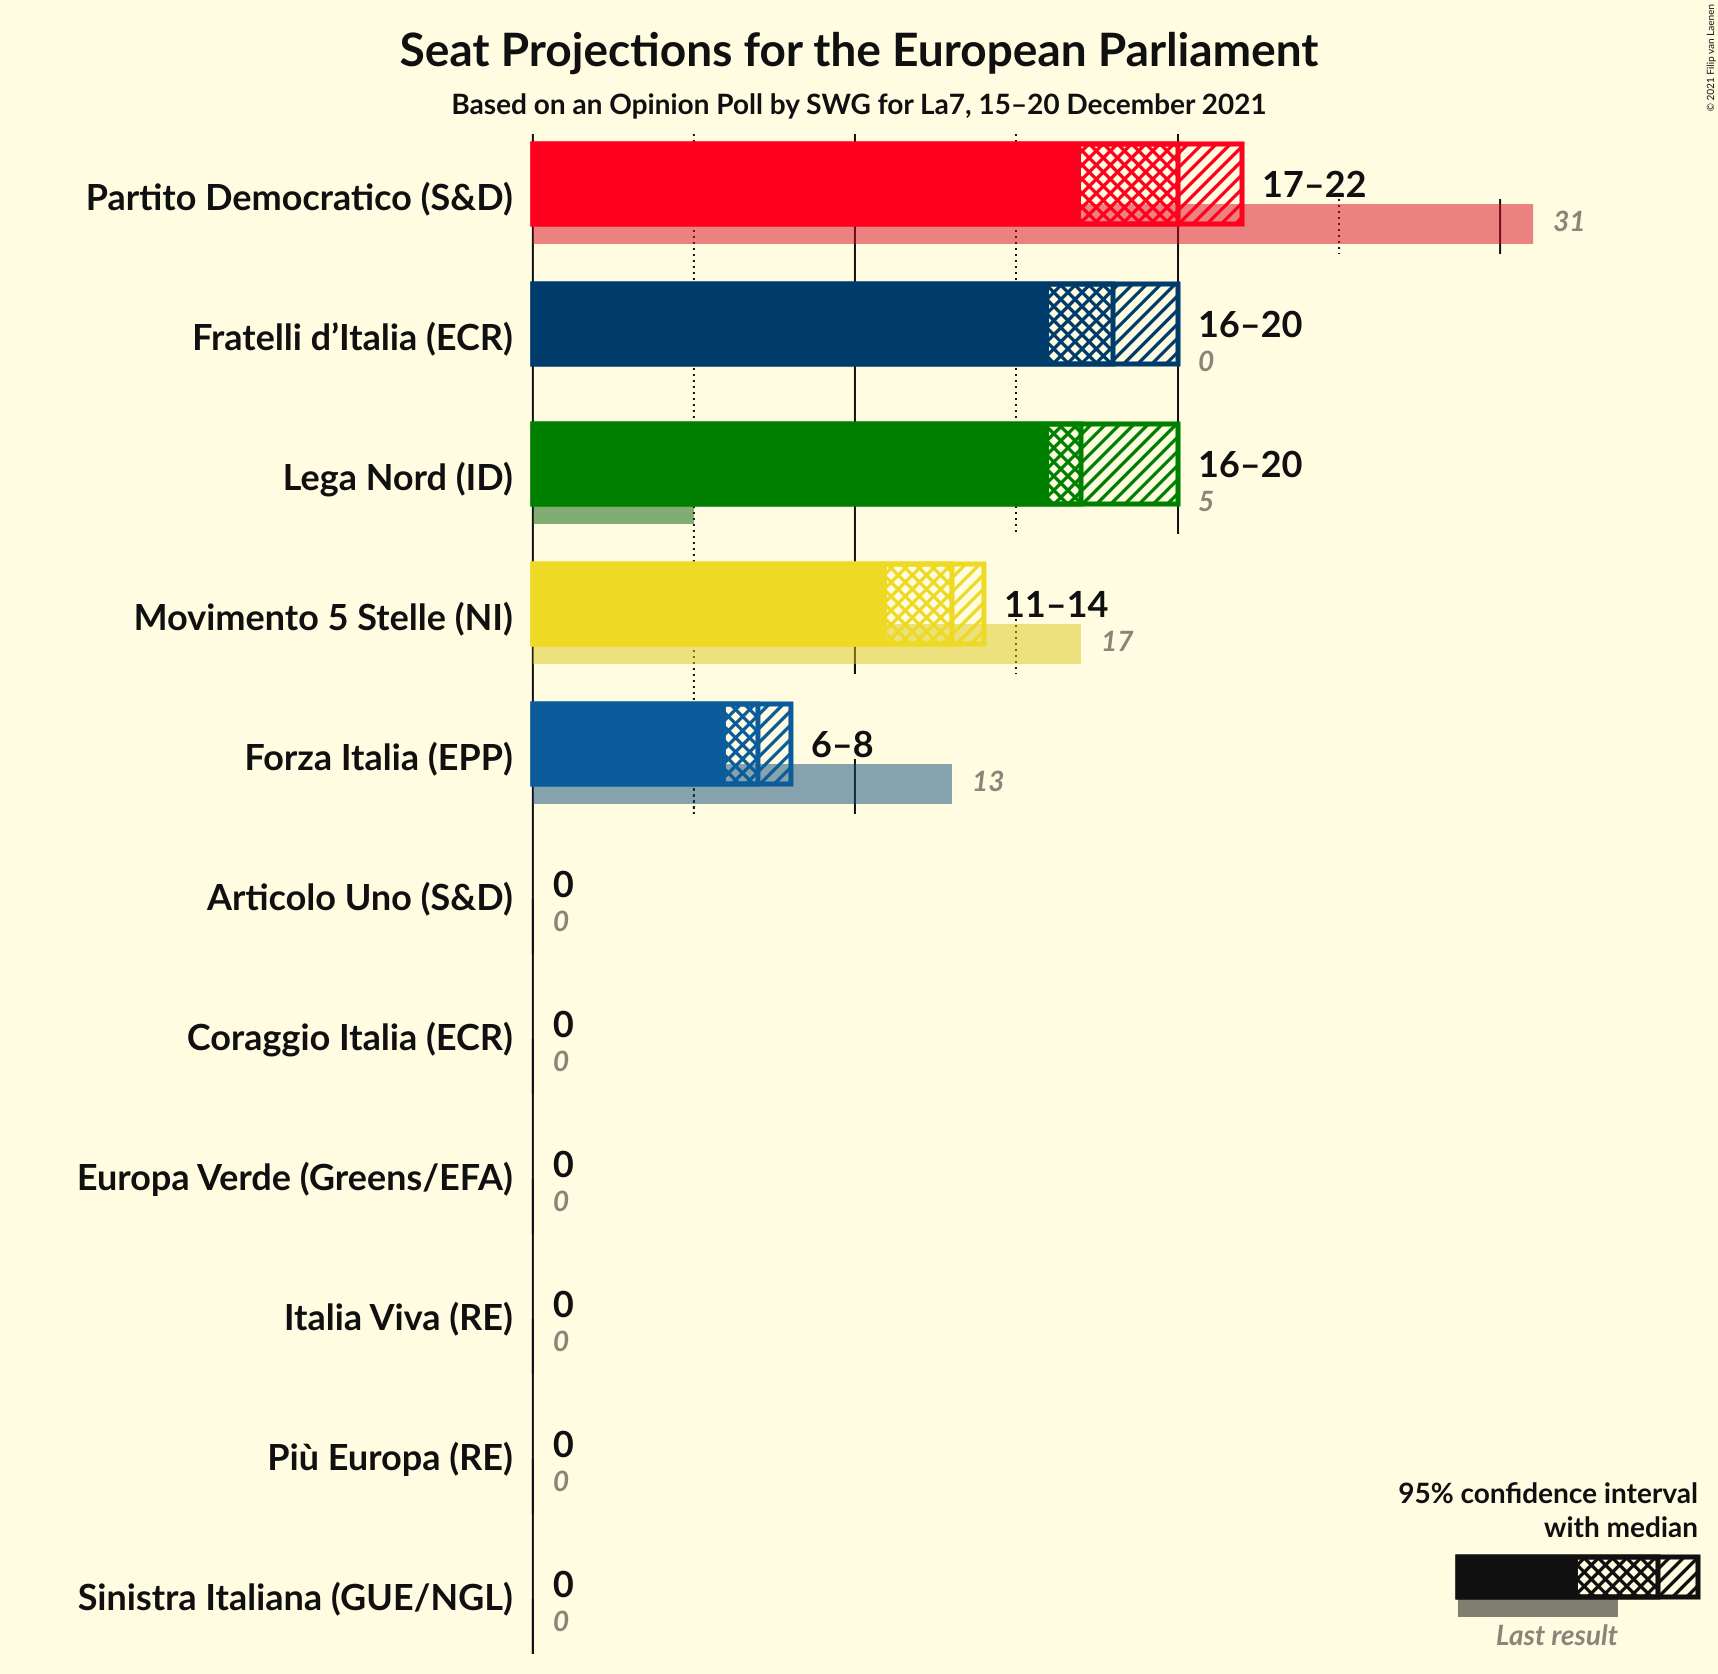 Seat Projections for the European Parliament
Based on an Opinion Poll by SWG for La7, 15–20 December 2021
© 2021 Filip van Laenen
Partito Democratico (S&D)
17–22
31
Fratelli d’Italia (ECR)
16–20
0
Lega Nord (ID)
16–20
5
Movimento 5 Stelle (NI)
11–14
17
Forza Italia (EPP)
6–8
13
Articolo Uno (S&D)
0
0
Coraggio Italia (ECR)
0
0
Europa Verde (Greens/EFA)
0
0
Italia Viva (RE)
0
0
Più Europa (RE)
0
0
Sinistra Italiana (GUE/NGL)
0
0
95% confidence interval
with median
Last result